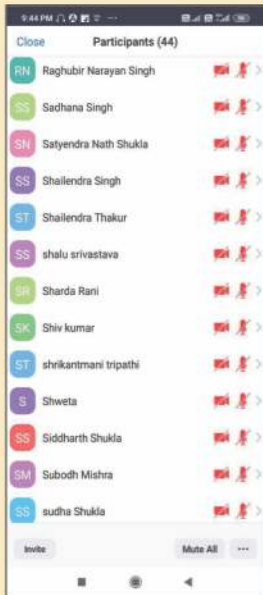 9:44 PM
Close Participants (44)
RN Raghubir Narayan Singh
SS Sadhana Singh
SN Satyendra Nath Shukla
SS Shailendra Singh
ST Shailendra Thakur
SS shalu srivastava
SR Sharda Rani
SK Shiv kumar
ST shrikantmani tripathi
S Shweta
SS Siddharth Shukla
SM Subodh Mishra
SS sudha Shukla
Invite Mute All ...